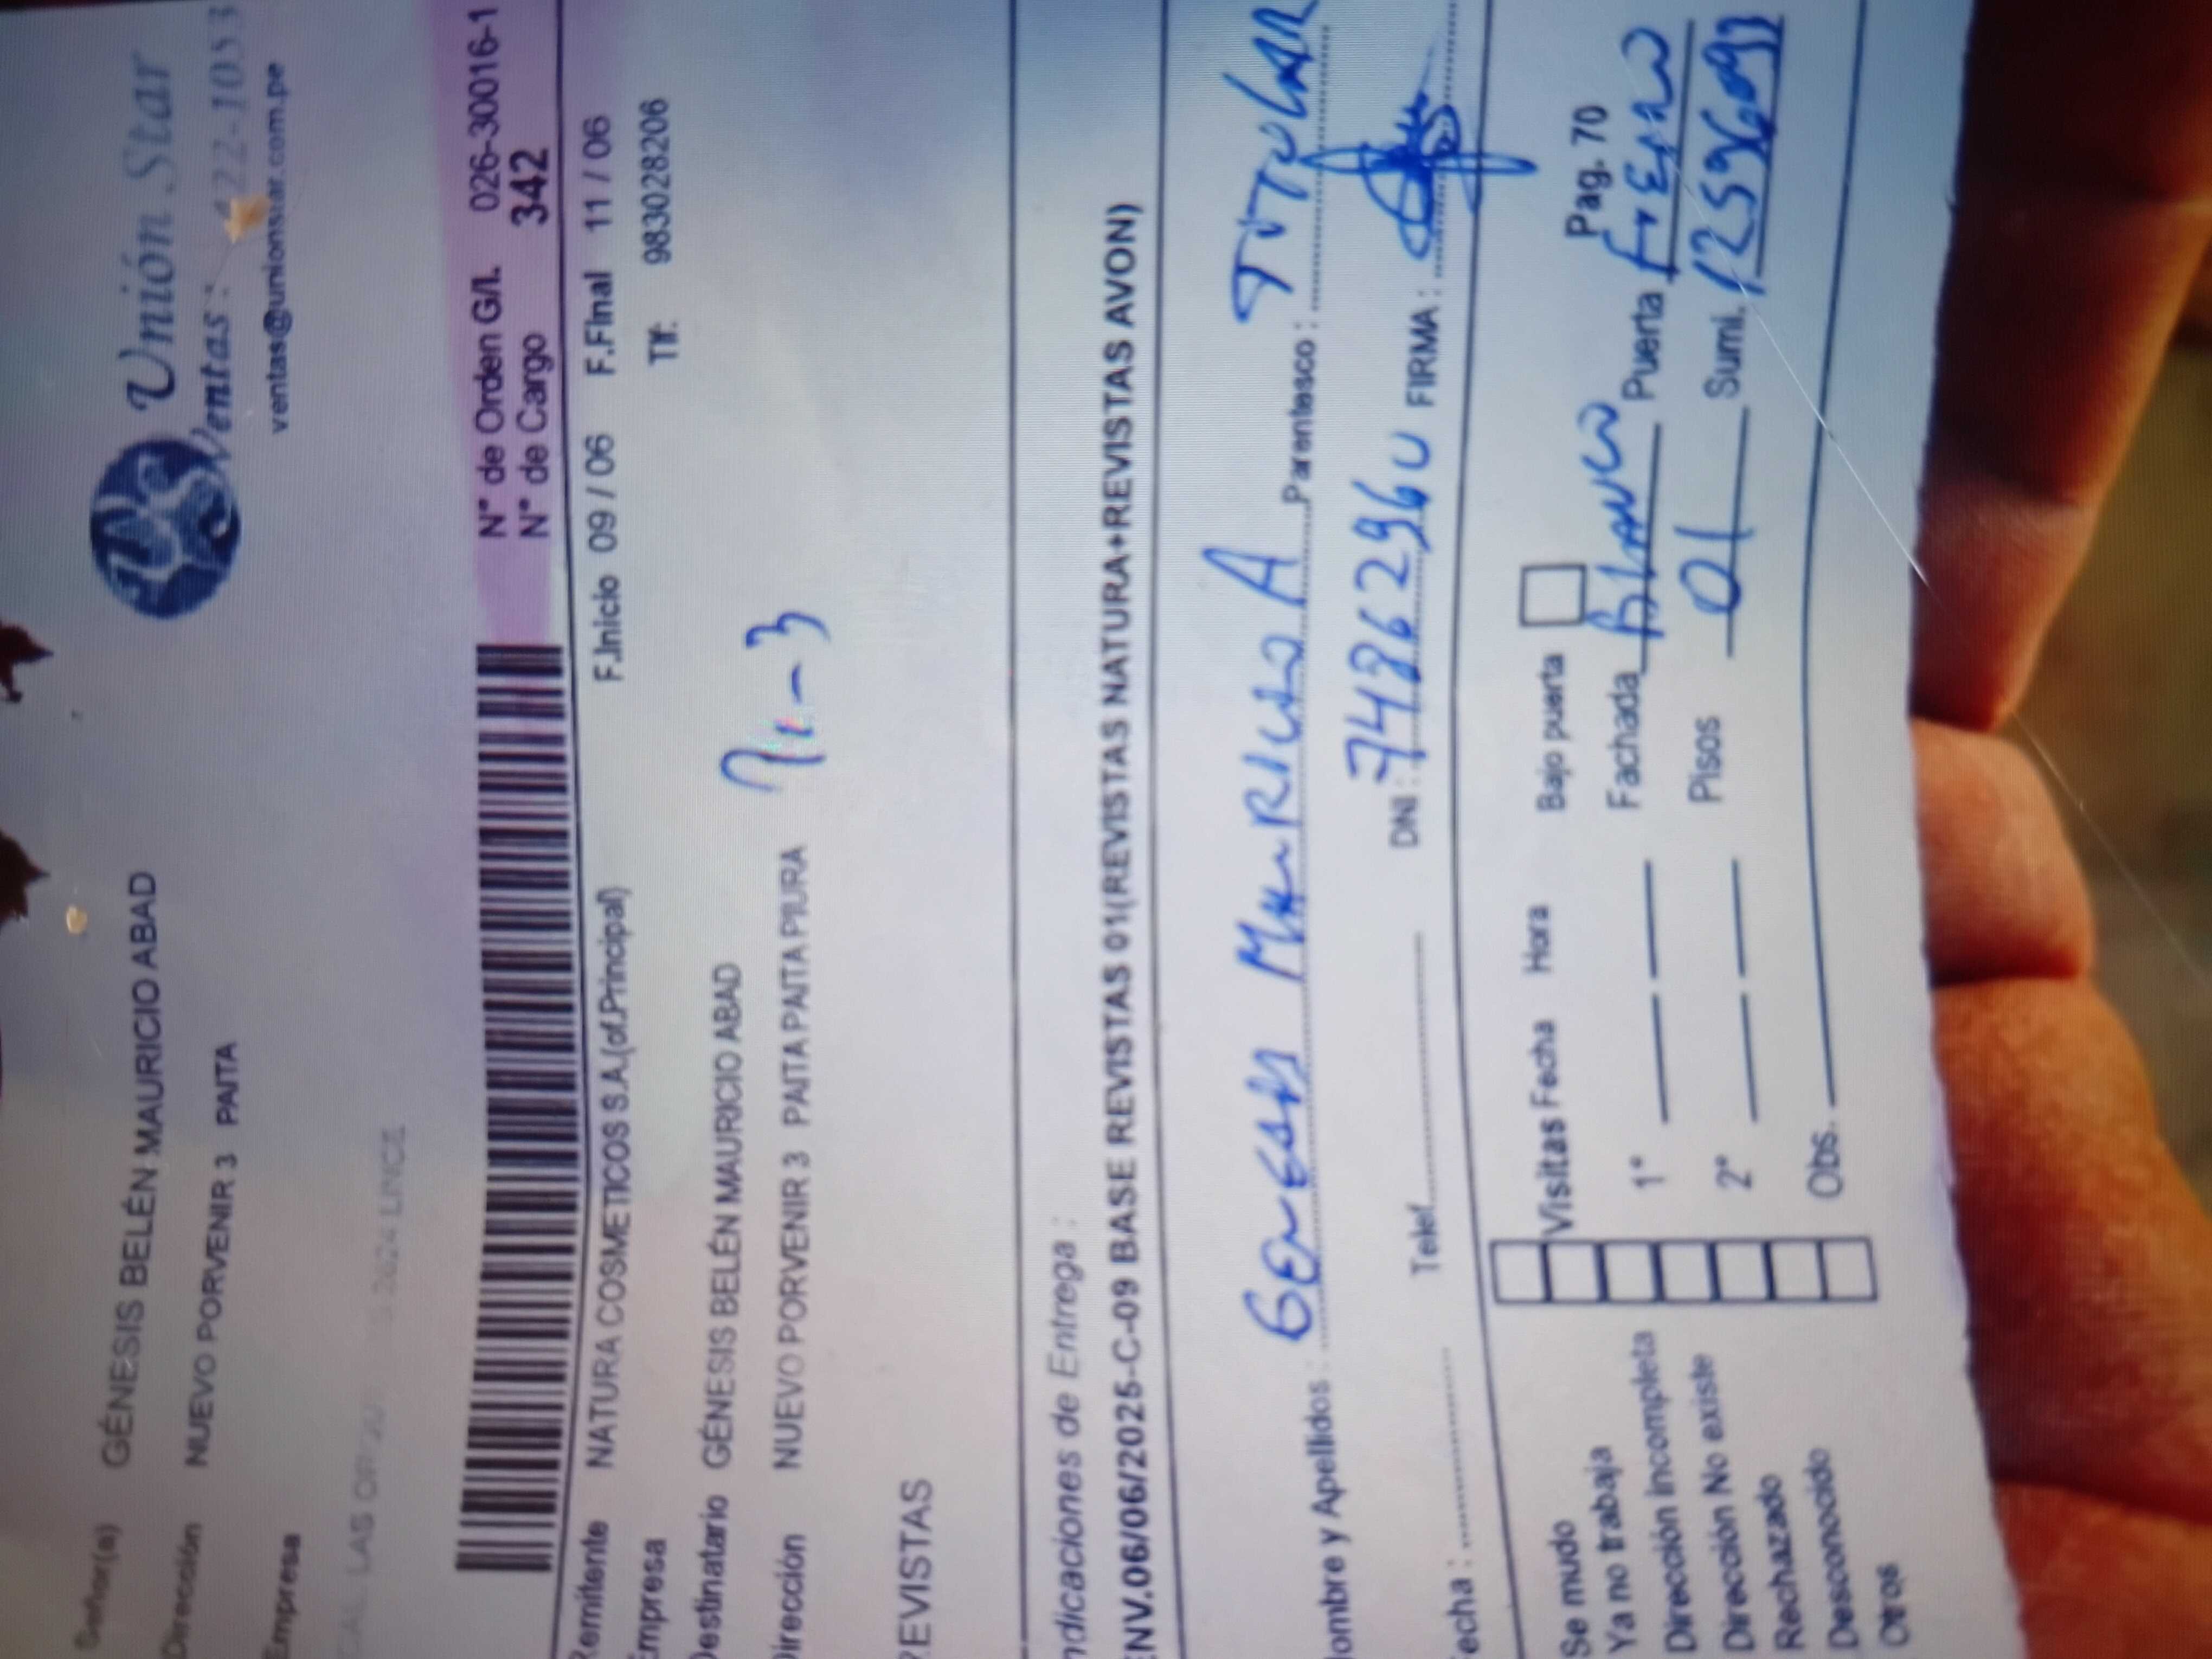 Señor(a) GÉNESIS BELÉN MAURICIO ABAD
Dirección NUEVO PORVENIR 3 PAITA
Empresa
Unión Star
Ventas: 422-1053
ventas@unionstar.com.pe
N° de Orden G/L 026-30016-1
N° de Cargo 342
Remitente NATURA COSMETICOS S.A.(of.Principal) F.Inicio 09 / 06 F.Final 11 / 06
Empresa Tlf: 983028206
Destinatario GÉNESIS BELÉN MAURICIO ABAD
Dirección NUEVO PORVENIR 3 PAITA PAITA PIURA
REVISTAS
Indicaciones de Entrega :
ENV.06/06/2025-C-09 BASE REVISTAS 01(REVISTAS NATURA+REVISTAS AVON)
Nombre y Apellidos : Genesis Mauricio A Parentesco : TITULAR
Fecha : Telef. DNI : 74862960 FIRMA :
Se mudo
Ya no trabaja
Dirección Incompleta
Dirección No existe
Rechazado
Desconocido
Otros
Visitas Fecha Hora Bajo puerta Pag. 70
1° Fachada Blanco Puerta Fierro
2° Pisos 01 Sumi.
Obs.